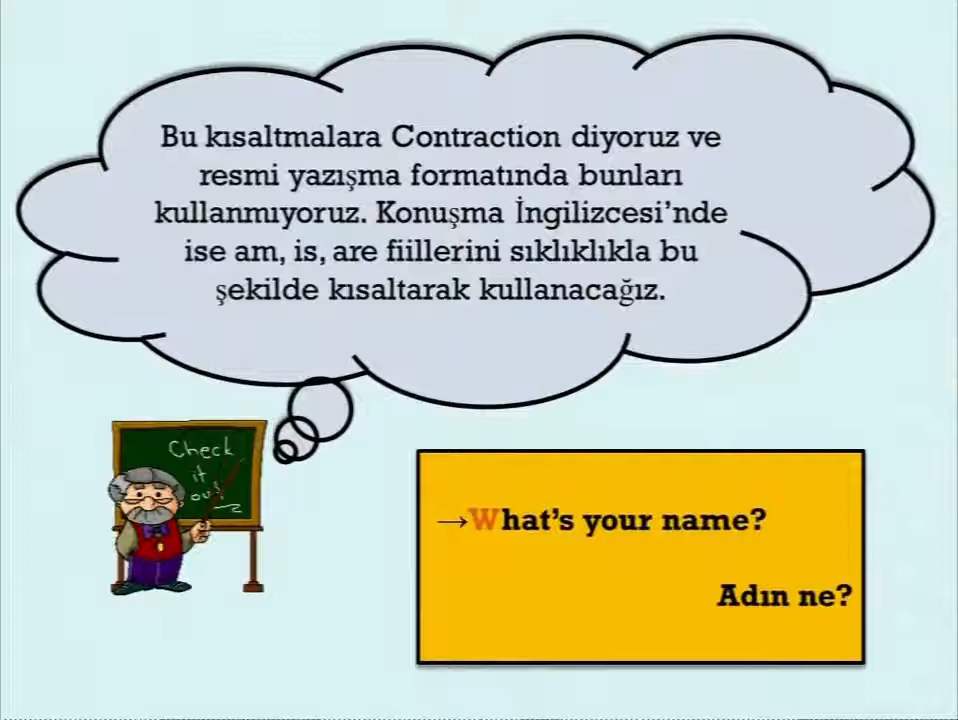 Bu kısaltmalara Contraction diyoruz ve
resmi yazışma formatında bunları
kullanmıyoruz. Konuşma İngilizcesi’nde
ise am, is, are fiillerini sıklıklıkla bu
şekilde kısaltarak kullanacağız.
Check
it
out
→What’s your name?
Adın ne?